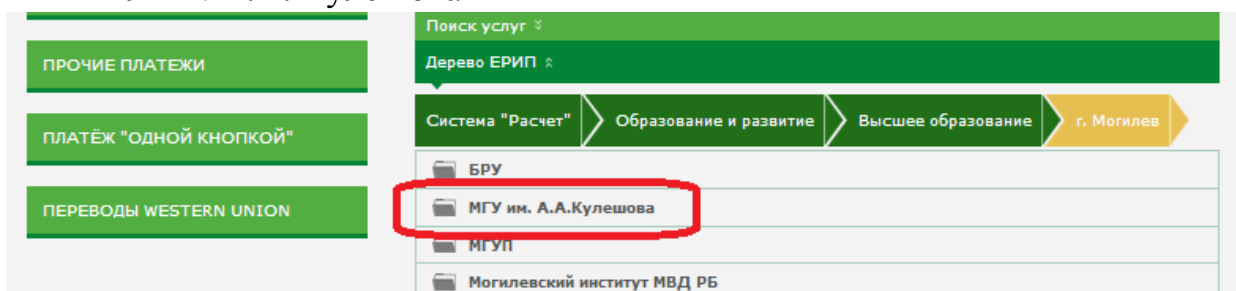 Поиск услуг
Дерево ЕРИП
ПРОЧИЕ ПЛАТЕЖИ
ПЛАТЁЖ "ОДНОЙ КНОПКОЙ"
ПЕРЕВОДЫ WESTERN UNION
Система "Расчет" Образование и развитие Высшее образование г. Могилев
БРУ
МГУ им. А.А.Кулешова
МГУП
Могилевский институт МВД РБ